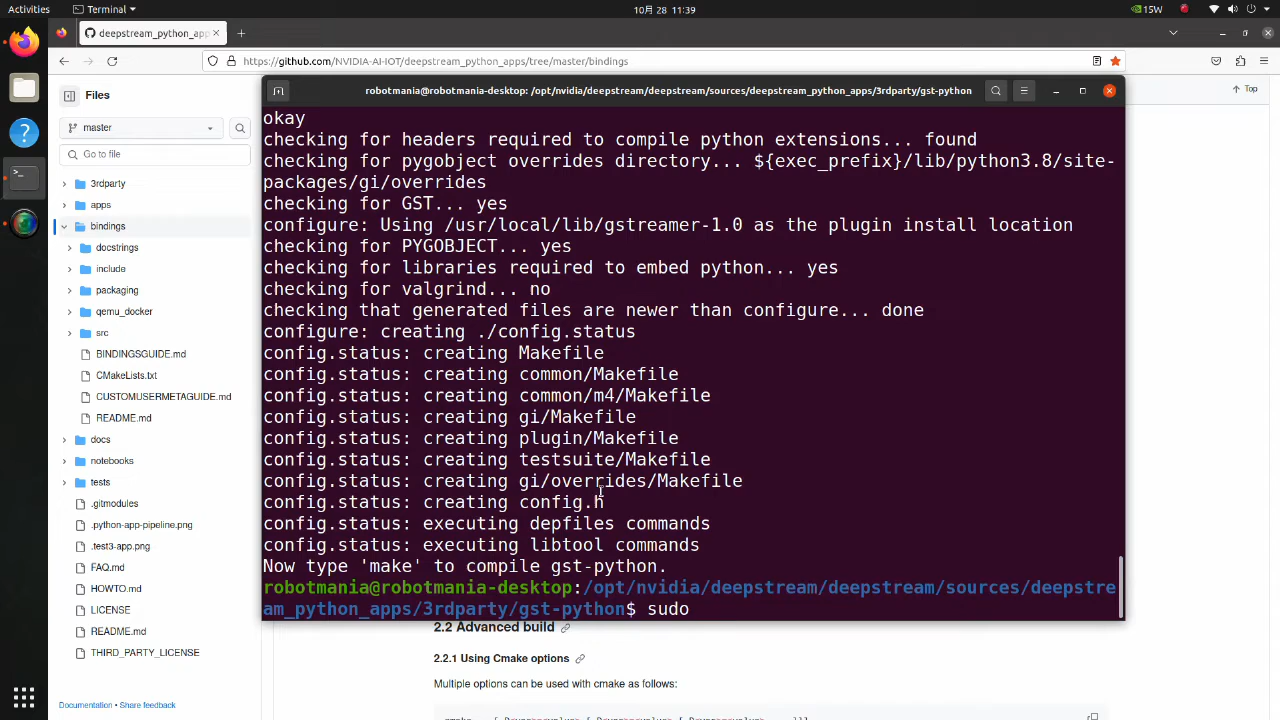 Activities
Terminal
10月 28 11:39
15W
deepstream_python_app
https://github.com/NVIDIA-AI-IOT/deepstream_python_apps/tree/master/bindings
Files
master
Go to file
3rdparty
apps
bindings
docstrings
include
packaging
qemu_docker
src
BINDINGSGUIDE.md
CMakeLists.txt
CUSTOMUSERMETAGUIDE.md
README.md
docs
notebooks
tests
.gitmodules
.python-app-pipeline.png
.test3-app.png
FAQ.md
HOWTO.md
LICENSE
README.md
THIRD_PARTY_LICENSE
Documentation • Share feedback
Top
robotmania@robotmania-desktop: /opt/nvidia/deepstream/deepstream/sources/deepstream_python_apps/3rdparty/gst-python
okay
checking for headers required to compile python extensions... found
checking for pygobject overrides directory... ${exec_prefix}/lib/python3.8/site-
packages/gi/overrides
checking for GST... yes
configure: Using /usr/local/lib/gstreamer-1.0 as the plugin install location
checking for PYGOBJECT... yes
checking for libraries required to embed python... yes
checking for valgrind... no
checking that generated files are newer than configure... done
configure: creating ./config.status
config.status: creating Makefile
config.status: creating common/Makefile
config.status: creating common/m4/Makefile
config.status: creating gi/Makefile
config.status: creating plugin/Makefile
config.status: creating testsuite/Makefile
config.status: creating gi/overrides/Makefile
config.status: creating config.h
config.status: executing depfiles commands
config.status: executing libtool commands
Now type 'make' to compile gst-python.
robotmania@robotmania-desktop:/opt/nvidia/deepstream/deepstream/sources/deepstre
am_python_apps/3rdparty/gst-python$ sudo
2.2 Advanced build
2.2.1 Using Cmake options
Multiple options can be used with cmake as follows: